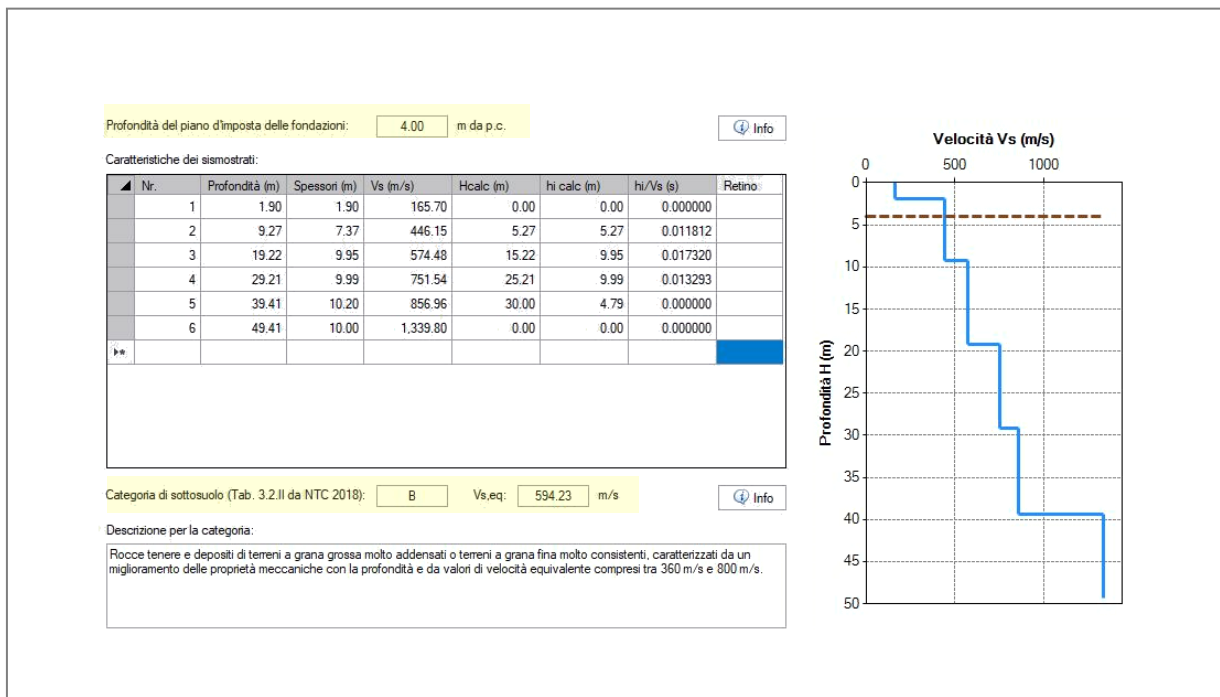 Profondità del piano d'imposta delle fondazioni: 4.00 m da p.c. Info
Caratteristiche dei sismostrati:
Nr. Profondità (m) Spessori (m) Vs (m/s) Hcalc (m) hi calc (m) hi/Vs (s) Retino
1 1.90 1.90 165.70 0.00 0.00 0.000000
2 9.27 7.37 446.15 5.27 5.27 0.011812
3 19.22 9.95 574.48 15.22 9.95 0.017320
4 29.21 9.99 751.54 25.21 9.99 0.013293
5 39.41 10.20 856.96 30.00 4.79 0.000000
6 49.41 10.00 1,339.80 0.00 0.00 0.000000
Categoria di sottosuolo (Tab. 3.2.II da NTC 2018): B Vs,eq: 594.23 m/s Info
Descrizione per la categoria:
Rocce tenere e depositi di terreni a grana grossa molto addensati o terreni a grana fina molto consistenti, caratterizzati da un
miglioramento delle proprietà meccaniche con la profondità e da valori di velocità equivalente compresi tra 360 m/s e 800 m/s.
Velocità Vs (m/s)
0 500 1000
Profondità H (m)
0
5
10
15
20
25
30
35
40
45
50